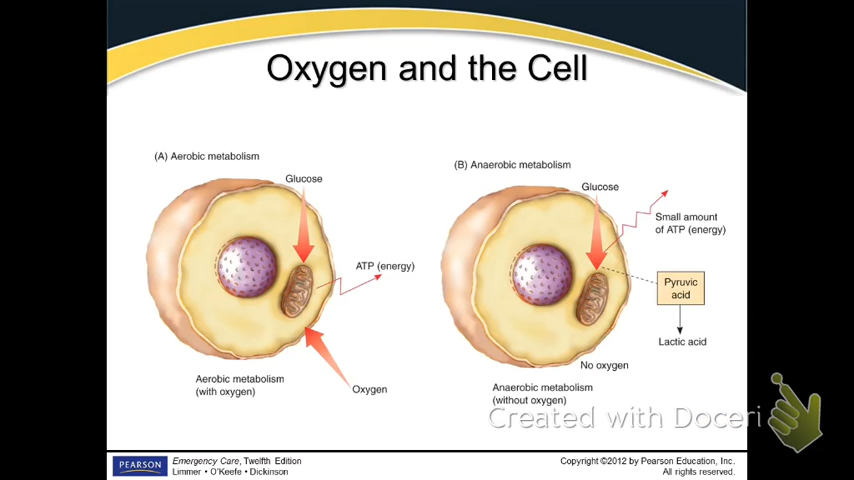 Oxygen and the Cell
(A) Aerobic metabolism
Glucose
ATP (energy)
Oxygen
Aerobic metabolism
(with oxygen)
(B) Anaerobic metabolism
Glucose
Small amount
of ATP (energy)
Pyruvic
acid
Lactic acid
No oxygen
Anaerobic metabolism
(without oxygen)
Created with Doceri
PEARSON
Emergency Care, Twelfth Edition
Limmer • O'Keefe • Dickinson
Copyright ©2012 by Pearson Education, Inc.
All rights reserved.